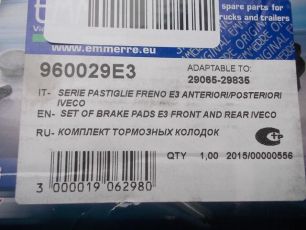 spare parts for
trucks and trailers
www.emmerre.eu
960029E3
ADAPTABLE TO:
29065-29835
IT- SERIE PASTIGLIE FRENO E3 ANTERIORI/POSTERIORI
IVECO
EN- SET OF BRAKE PADS E3 FRONT AND REAR IVECO
RU- КОМПЛЕКТ ТОРМОЗНЫХ КОЛОДОК
QTY 1,00 2015/00000556
3 000019 062980